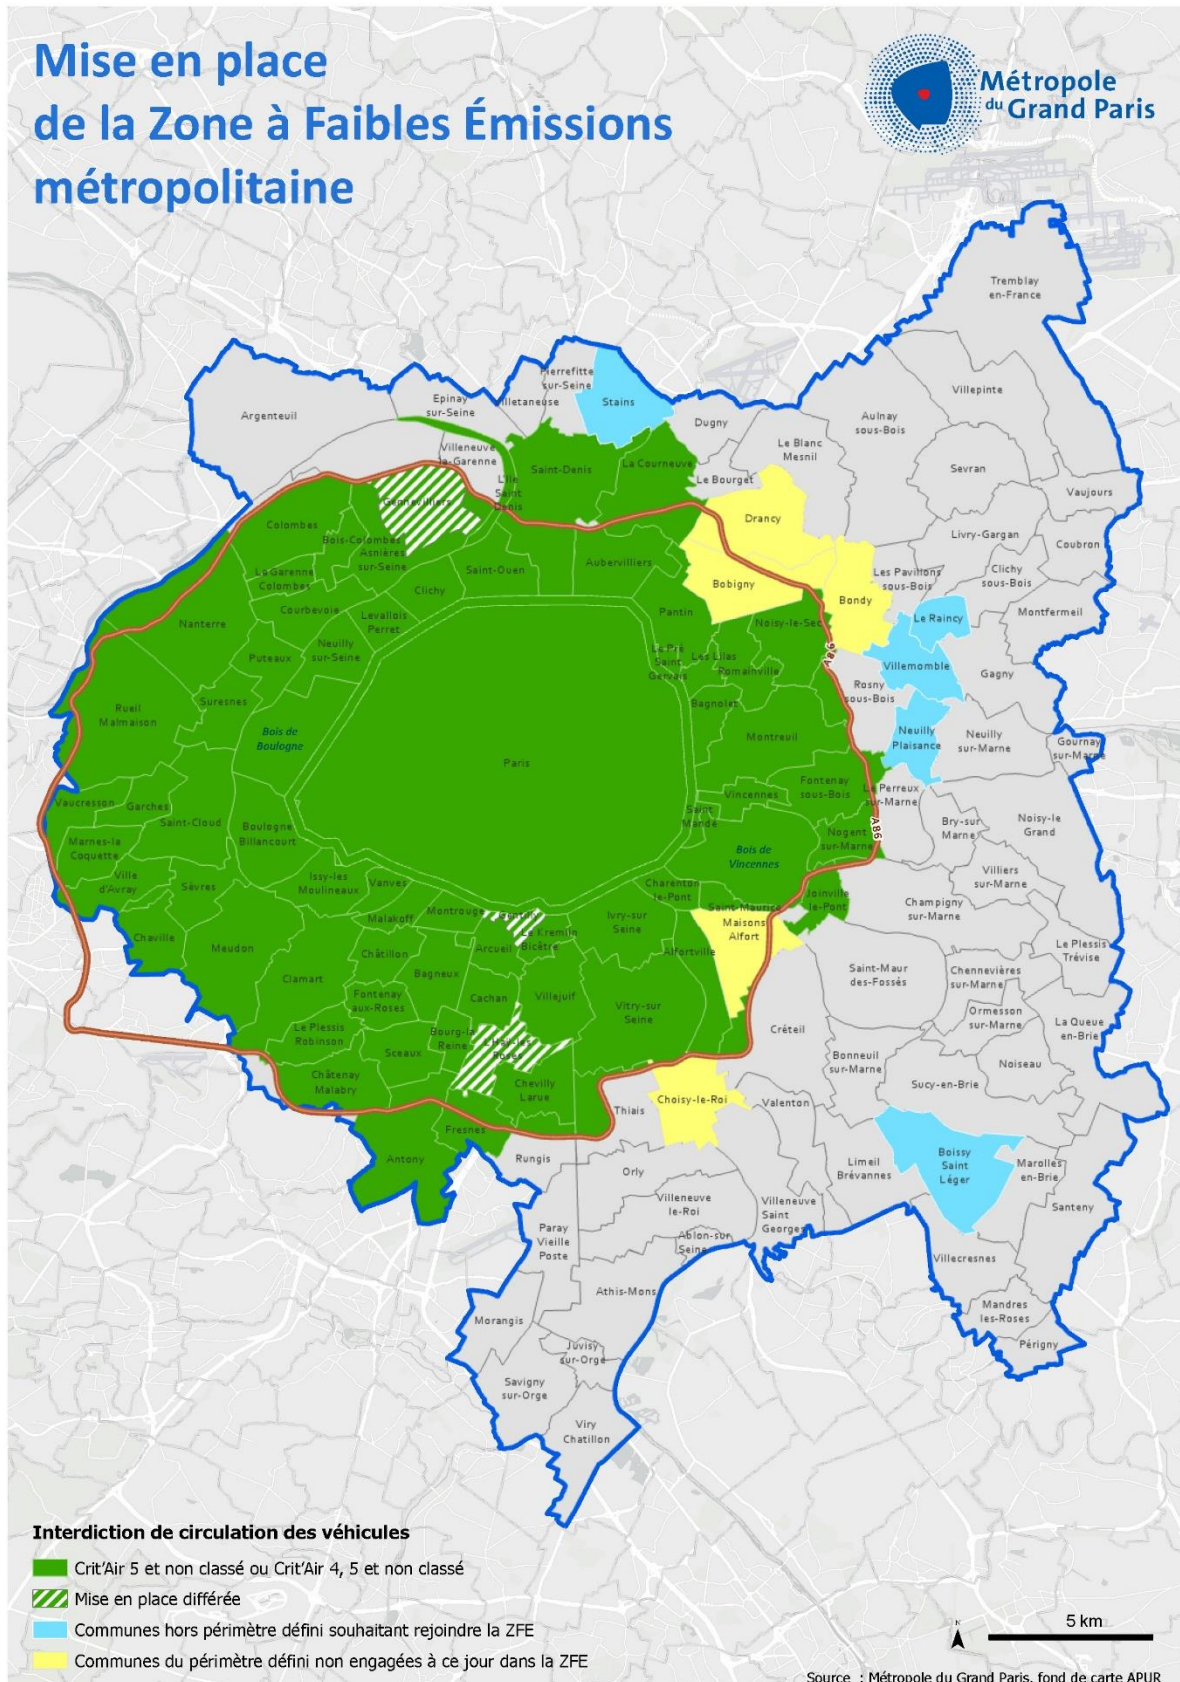 Mise en place
de la Zone à Faibles Émissions
métropolitaine
Métropole
du Grand Paris
Tremblay
en-France
Villepinte
Pierrefitte
sur-Seine
Stains
Epinay
sur-Seine
Villetaneuse
Argenteuil
Dugny
Aulnay
sous-Bois
Le Blanc
Mesnil
Villeneuve
la-Garenne
Saint-Denis
La Courneuve
Le Bourget
Sevran
Vaujours
L'Ile
Saint
Denis
Gennevilliers
Colombes
Drancy
Livry-Gargan
Coubron
Bois-Colombes
Asnières
sur-Seine
Saint-Ouen
Aubervilliers
La Garenne
Colombes
Clichy
Bobigny
Bondy
Les Pavillons
sous-Bois
Clichy
sous-Bois
Courbevoie
Levallois
Perret
Pantin
Noisy-le-Sec
Le Raincy
Montfermeil
Nanterre
Neuilly
sur-Seine
Puteaux
Le Pré
Saint
Gervais
Les Lilas
Romainville
A86
Villemomble
Gagny
Rosny
sous-Bois
Rueil
Malmaison
Suresnes
Bagnolet
Bois de
Boulogne
Montreuil
Neuilly
Plaisance
Neuilly
sur-Marne
Gournay
sur-Marne
Paris
Fontenay
sous-Bois
Le Perreux
sur-Marne
Vaucresson
Garches
Saint-Cloud
Vincennes
Saint
Mandé
Boulogne
Billancourt
Nogent
sur-Marne
A86
Bry-sur
Marne
Noisy-le
Grand
Marnes-la
Coquette
Bois de
Vincennes
Ville
d'Avray
Sèvres
Issy-les
Moulineaux
Vanves
Charenton
le-Pont
Villiers
sur-Marne
Malakoff
Montrouge
Gentilly
Le Kremlin
Bicêtre
Ivry-sur
Seine
Saint-Maurice
Maisons
Alfort
Joinville
le-Pont
Champigny
sur-Marne
Chaville
Meudon
Châtillon
Arcueil
Alfortville
Le Plessis
Trévise
Clamart
Bagneux
Saint-Maur
des-Fossés
Chennevières
sur-Marne
Fontenay
aux-Roses
Cachan
Villejuif
Vitry-sur
Seine
Ormesson
sur-Marne
La Queue
en-Brie
Le Plessis
Robinson
Bourg-la
Reine
L'Haÿ-les
Roses
Créteil
Sceaux
Bonneuil
sur-Marne
Noiseau
Châtenay
Malabry
Chevilly
Larue
Sucy-en-Brie
Choisy-le-Roi
Thiais
Valenton
Fresnes
Antony
Rungis
Orly
Limeil
Brévannes
Boissy
Saint
Léger
Marolles
en-Brie
Villeneuve
le-Roi
Villeneuve
Saint
Georges
Santeny
Paray
Vieille
Poste
Ablon-sur
Seine
Villecresnes
Athis-Mons
Mandres
les-Roses
Morangis
Périgny
Juvisy
sur-Orge
Savigny
sur-Orge
Viry
Chatillon
Interdiction de circulation des véhicules
Crit'Air 5 et non classé ou Crit'Air 4, 5 et non classé
Mise en place différée
Communes hors périmètre défini souhaitant rejoindre la ZFE
Communes du périmètre défini non engagées à ce jour dans la ZFE
N
5 km
Source : Métropole du Grand Paris, fond de carte APUR